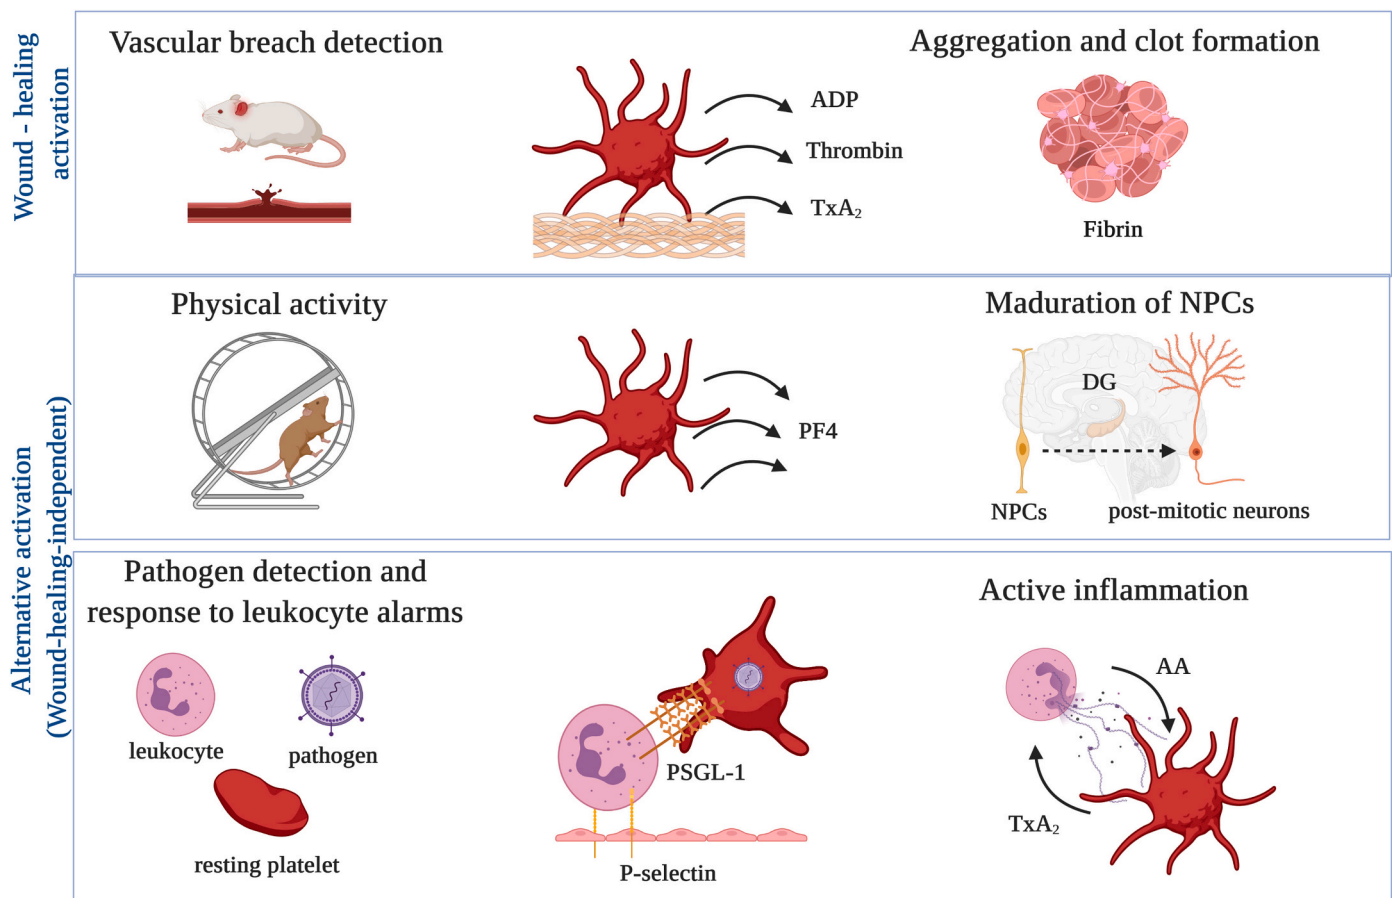 Wound - healing
activation
Vascular breach detection
ADP
Thrombin
TxA₂
Aggregation and clot formation
Fibrin
Alternative activation
(Wound-healing-independent)
Physical activity
PF4
Maduration of NPCs
DG
NPCs
post-mitotic neurons
Pathogen detection and
response to leukocyte alarms
leukocyte
pathogen
resting platelet
PSGL-1
P-selectin
Active inflammation
AA
TxA₂